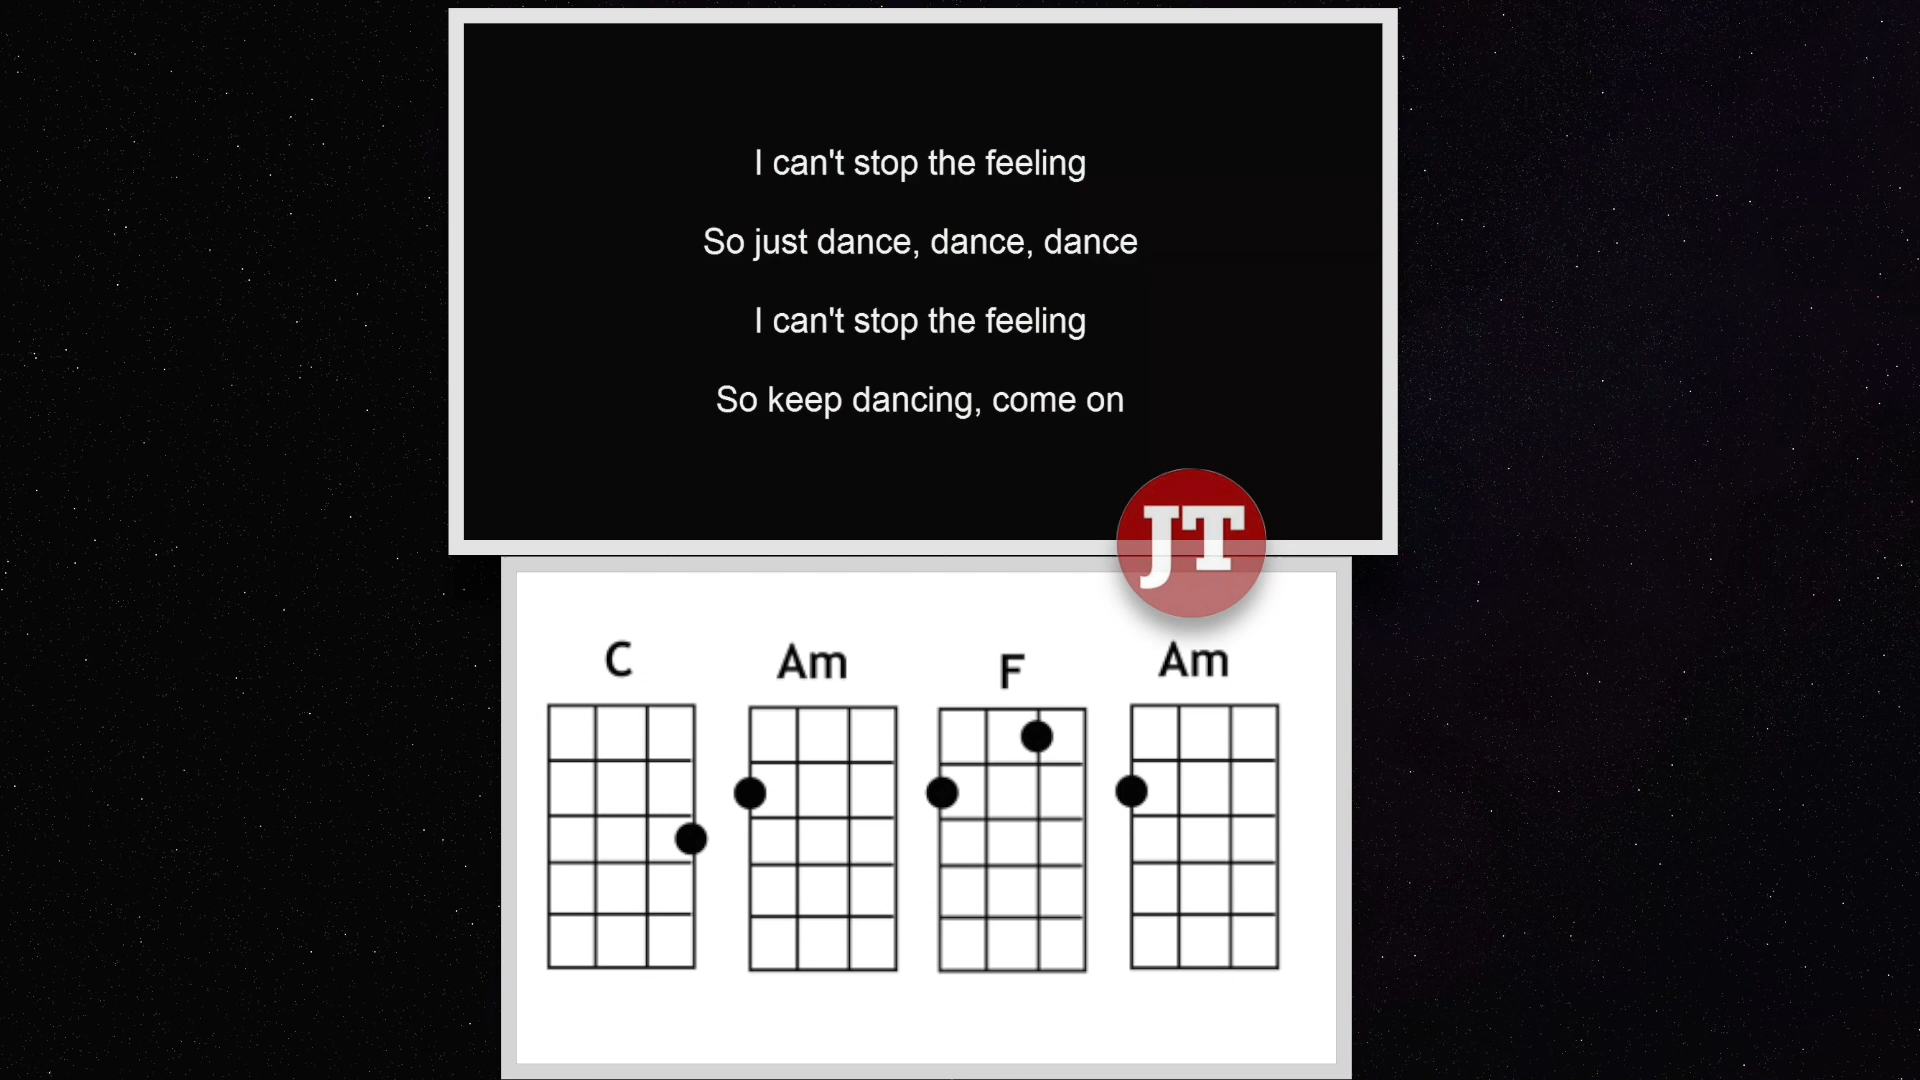 I can't stop the feeling
So just dance, dance, dance
I can't stop the feeling
So keep dancing, come on
JT
C Am F Am